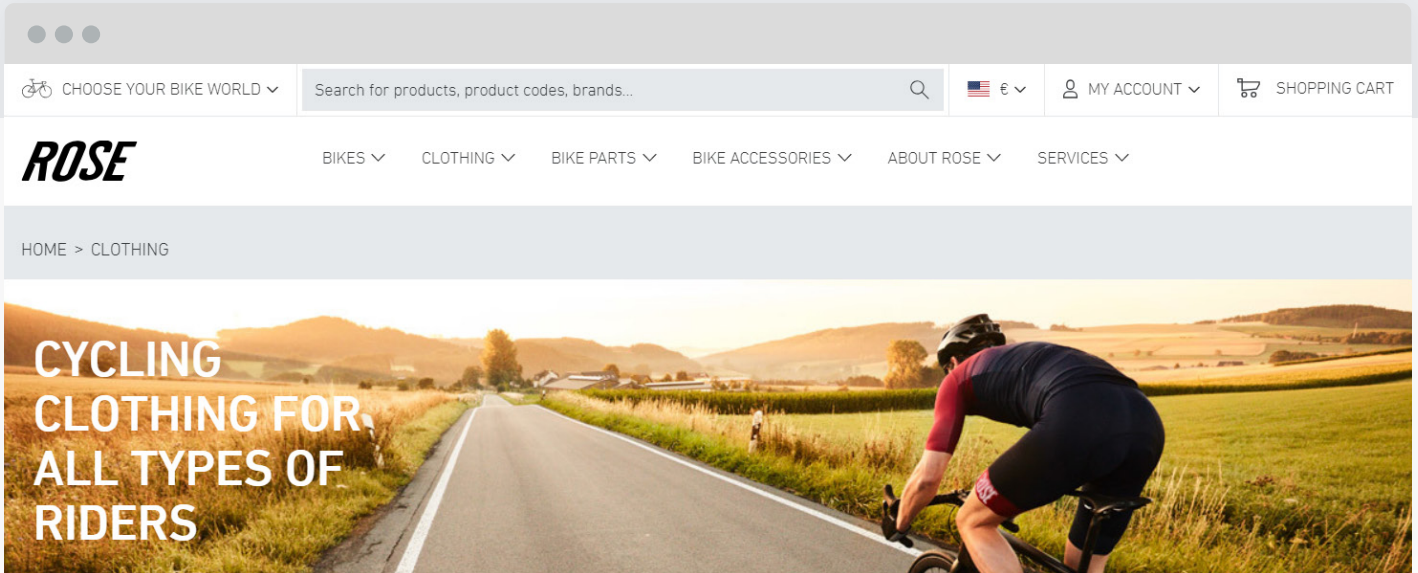 CHOOSE YOUR BIKE WORLD
Search for products, product codes, brands...
€
MY ACCOUNT
SHOPPING CART
ROSE
BIKES
CLOTHING
BIKE PARTS
BIKE ACCESSORIES
ABOUT ROSE
SERVICES
HOME > CLOTHING
CYCLING
CLOTHING FOR
ALL TYPES OF
RIDERS
ROSE